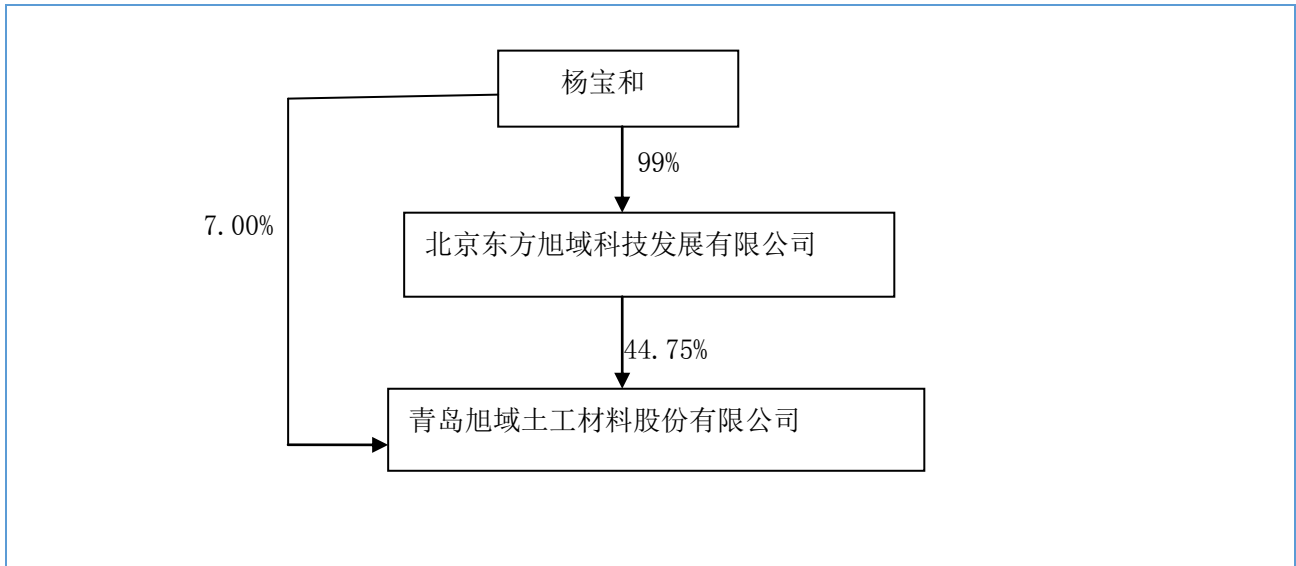 杨宝和
99%
7.00%
北京东方旭域科技发展有限公司
44.75%
青岛旭域土工材料股份有限公司